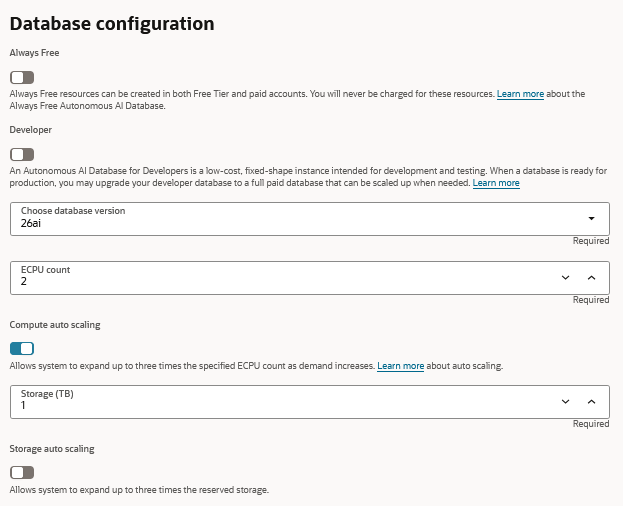 Database configuration
Always Free
Always Free resources can be created in both Free Tier and paid accounts. You will never be charged for these resources. Learn more about the
Always Free Autonomous AI Database.
Developer
An Autonomous AI Database for Developers is a low-cost, fixed-shape instance intended for development and testing. When a database is ready for
production, you may upgrade your developer database to a full paid database that can be scaled up when needed. Learn more
Choose database version
26ai
Required
ECPU count
2
Required
Compute auto scaling
Allows system to expand up to three times the specified ECPU count as demand increases. Learn more about auto scaling.
Storage (TB)
1
Required
Storage auto scaling
Allows system to expand up to three times the reserved storage.